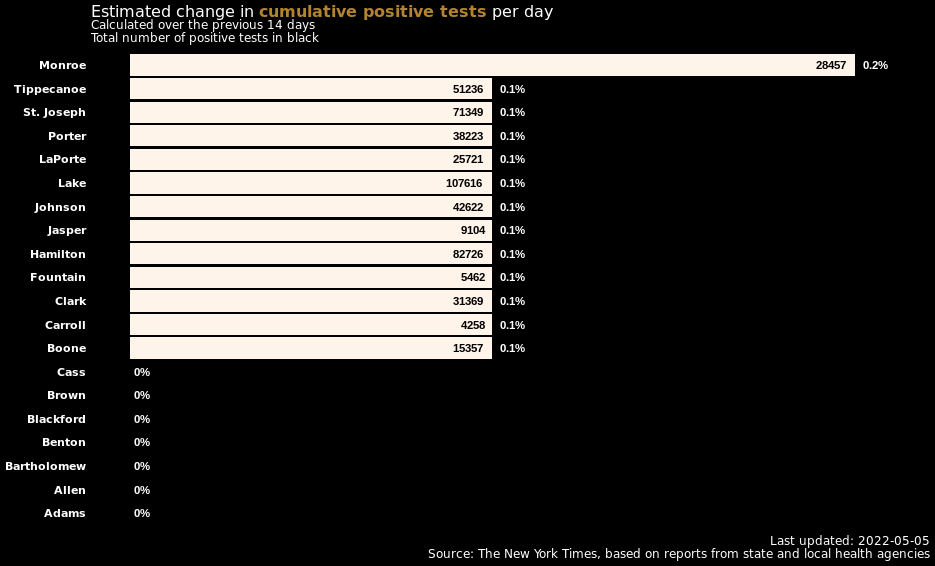 Estimated change in cumulative positive tests per day
Calculated over the previous 14 days
Total number of positive tests in black
Monroe 28457 0.2%
Tippecanoe 51236 0.1%
St. Joseph 71349 0.1%
Porter 38223 0.1%
LaPorte 25721 0.1%
Lake 107616 0.1%
Johnson 42622 0.1%
Jasper 9104 0.1%
Hamilton 82726 0.1%
Fountain 5462 0.1%
Clark 31369 0.1%
Carroll 4258 0.1%
Boone 15357 0.1%
Cass 0%
Brown 0%
Blackford 0%
Benton 0%
Bartholomew 0%
Allen 0%
Adams 0%
Last updated: 2022-05-05
Source: The New York Times, based on reports from state and local health agencies